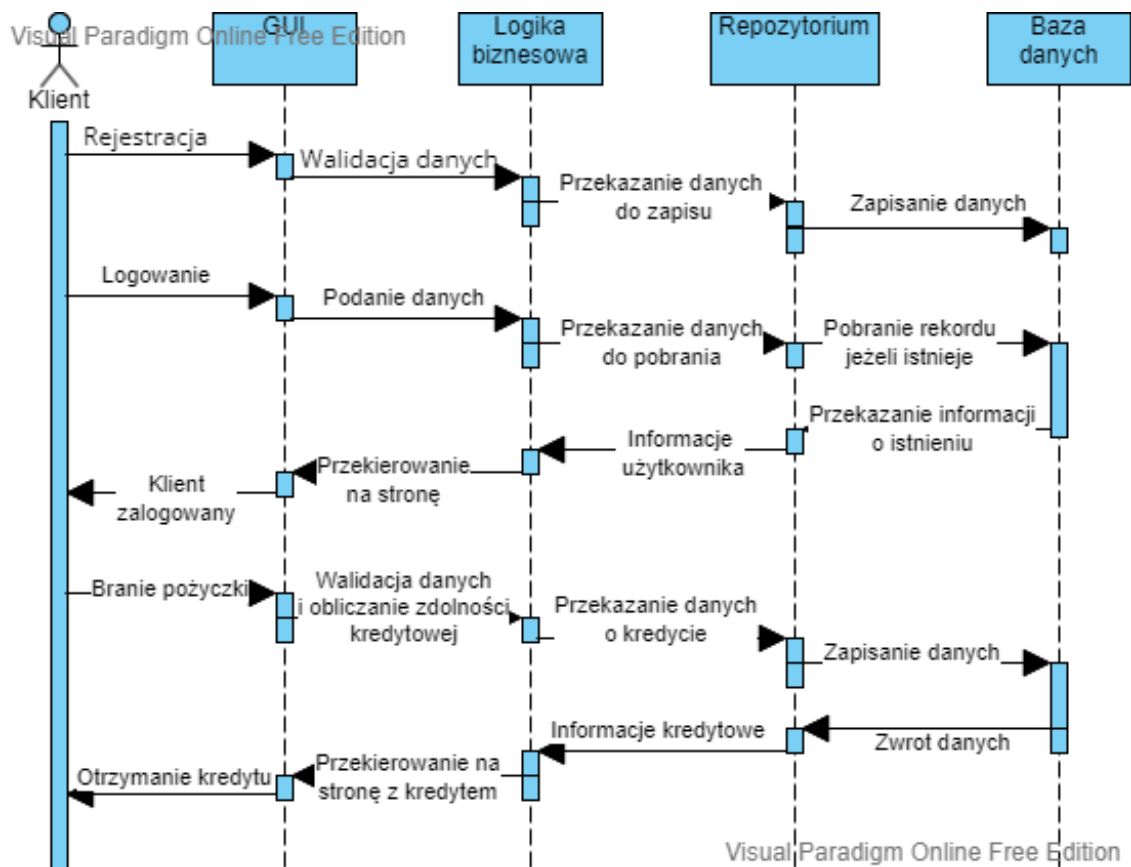 Visual Paradigm Online Free Edition
GUI
Logika
biznesowa
Repozytorium
Baza
danych
Klient
Rejestracja
Walidacja danych
Przekazanie danych
do zapisu
Zapisanie danych
Logowanie
Podanie danych
Przekazanie danych
do pobrania
Pobranie rekordu
jeżeli istnieje
Przekazanie informacji
o istnieniu
Informacje
użytkownika
Przekierowanie
na stronę
Klient
zalogowany
Branie pożyczki
Walidacja danych
i obliczanie zdolności
kredytowej
Przekazanie danych
o kredycie
Zapisanie danych
Zwrot danych
Informacje kredytowe
Przekierowanie na
stronę z kredytem
Otrzymanie kredytu
Visual Paradigm Online Free Edition